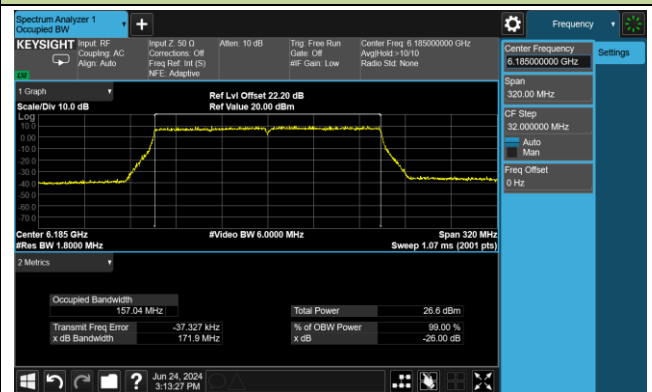 Spectrum Analyzer 1
Occupied BW
Frequency
KEYSIGHT
Input: RF
Coupling: AC
Align: Auto
Input Z: 50 Ω
Corrections: Off
Freq Ref: Int (S)
NFE: Adaptive
Atten: 10 dB
Trig: Free Run
Gate: Off
#IF Gain: Low
Center Freq: 6.185000000 GHz
Avg|Hold:>10/10
Radio Std: None
LXI
Center Frequency
6.185000000 GHz
Settings
Span
320.00 MHz
CF Step
32.000000 MHz
Auto
Man
Freq Offset
0 Hz
1 Graph
Scale/Div 10.0 dB
Ref Lvl Offset 22.20 dB
Ref Value 20.00 dBm
Log
10.0
0.00
-10.0
-20.0
-30.0
-40.0
-50.0
-60.0
-70.0
Center 6.185 GHz
#Video BW 6.0000 MHz
Span 320 MHz
#Res BW 1.8000 MHz
Sweep 1.07 ms (2001 pts)
2 Metrics
Occupied Bandwidth
157.04 MHz
Total Power 26.6 dBm
Transmit Freq Error -37.327 kHz
% of OBW Power 99.00 %
x dB Bandwidth 171.9 MHz
x dB -26.00 dB
?
Jun 24, 2024
3:13:27 PM